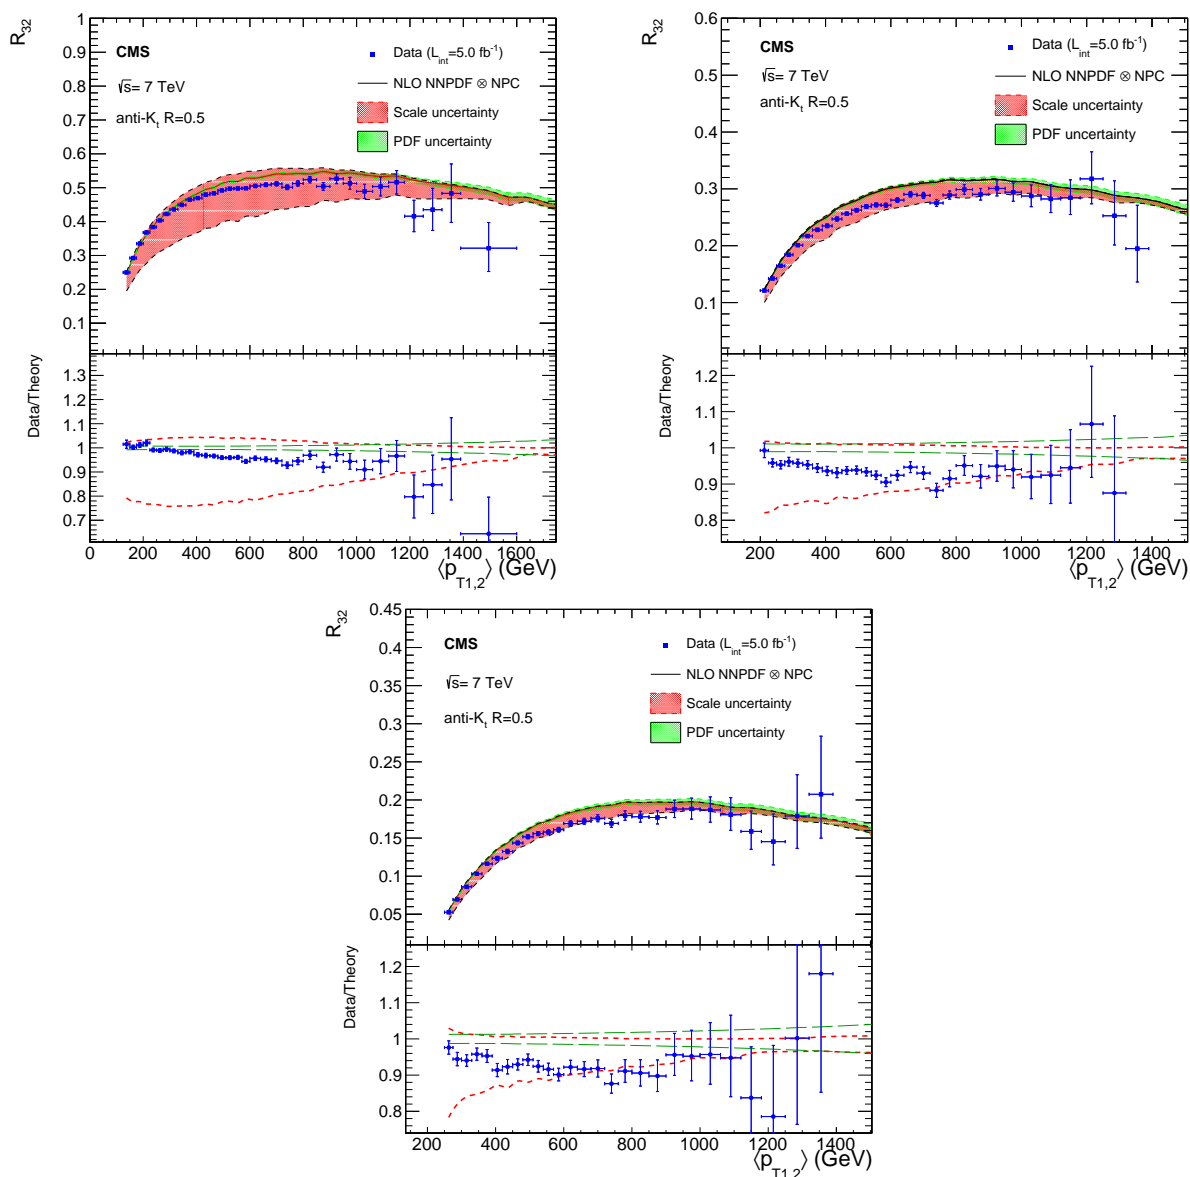 R32
1
0.9
0.8
0.7
0.6
0.5
0.4
0.3
0.2
0.1
CMS
√s= 7 TeV
anti-Kt R=0.5
Data (Lint=5.0 fb-1)
NLO NNPDF ⊗ NPC
Scale uncertainty
PDF uncertainty
Data/Theory
1.3
1.2
1.1
1
0.9
0.8
0.7
0 200 400 600 800 1000 1200 1400 1600
⟨pT1,2⟩ (GeV)
R32
0.6
0.5
0.4
0.3
0.2
0.1
CMS
√s= 7 TeV
anti-Kt R=0.5
Data (Lint=5.0 fb-1)
NLO NNPDF ⊗ NPC
Scale uncertainty
PDF uncertainty
Data/Theory
1.2
1.1
1
0.9
0.8
200 400 600 800 1000 1200 1400
⟨pT1,2⟩ (GeV)
R32
0.45
0.4
0.35
0.3
0.25
0.2
0.15
0.1
0.05
CMS
√s= 7 TeV
anti-Kt R=0.5
Data (Lint=5.0 fb-1)
NLO NNPDF ⊗ NPC
Scale uncertainty
PDF uncertainty
Data/Theory
1.2
1.1
1
0.9
0.8
200 400 600 800 1000 1200 1400
⟨pT1,2⟩ (GeV)